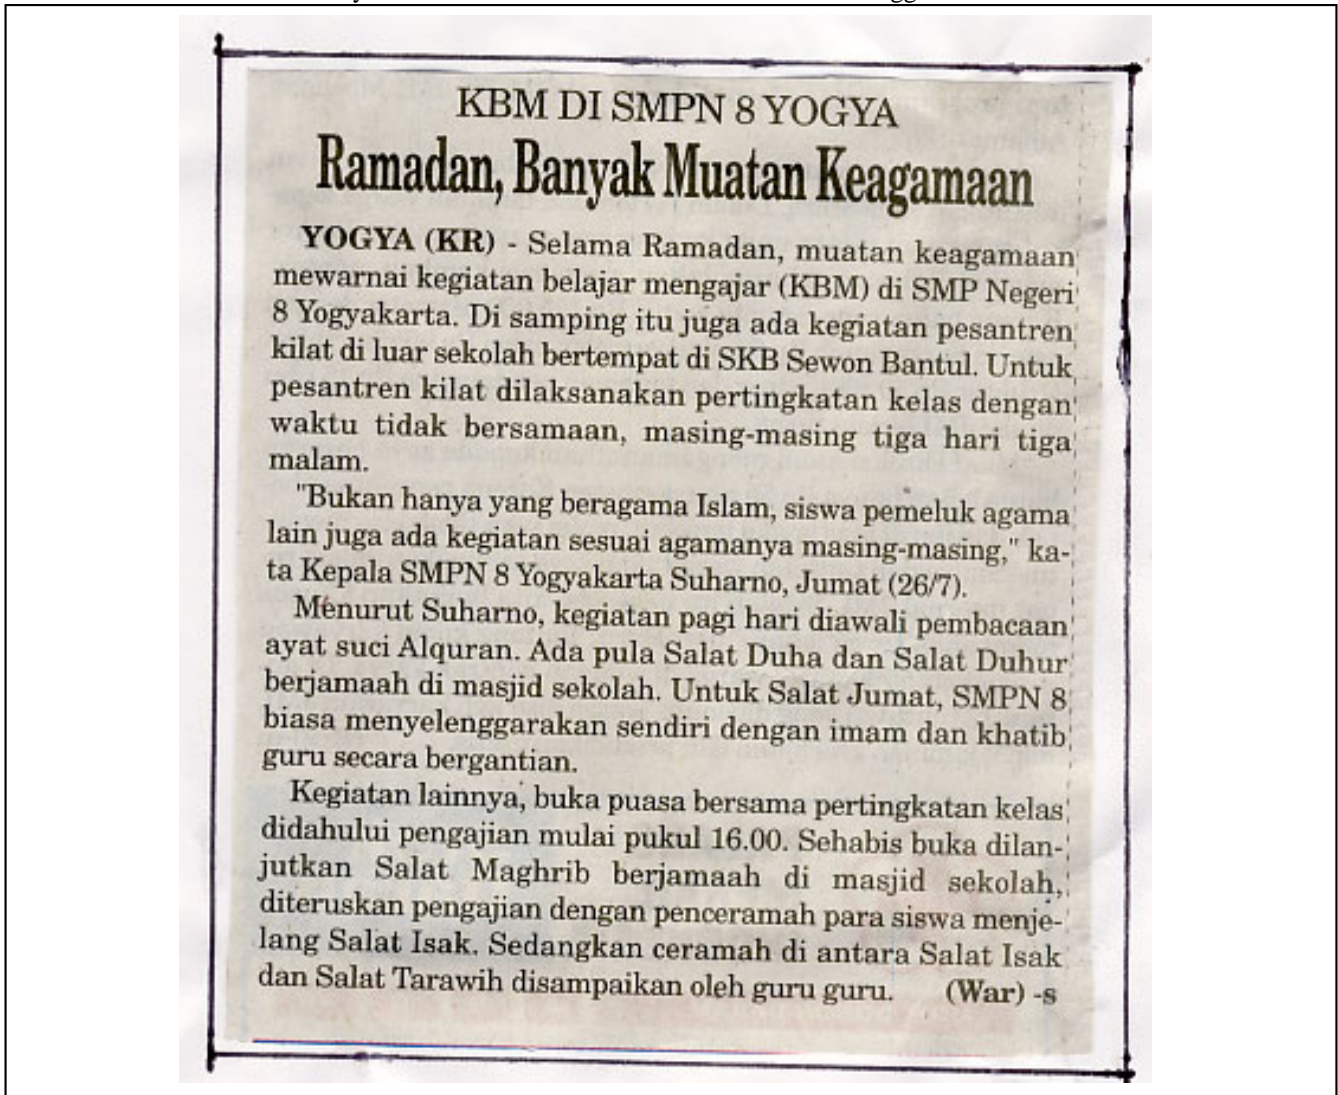 KBM DI SMPN 8 YOGYA
Ramadan, Banyak Muatan Keagamaan
YOGYA (KR) - Selama Ramadan, muatan keagamaan
mewarnai kegiatan belajar mengajar (KBM) di SMP Negeri
8 Yogyakarta. Di samping itu juga ada kegiatan pesantren
kilat di luar sekolah bertempat di SKB Sewon Bantul. Untuk
pesantren kilat dilaksanakan pertingkatan kelas dengan
waktu tidak bersamaan, masing-masing tiga hari tiga
malam.
"Bukan hanya yang beragama Islam, siswa pemeluk agama
lain juga ada kegiatan sesuai agamanya masing-masing," ka-
ta Kepala SMPN 8 Yogyakarta Suharno, Jumat (26/7).
Menurut Suharno, kegiatan pagi hari diawali pembacaan
ayat suci Alquran. Ada pula Salat Duha dan Salat Duhur
berjamaah di masjid sekolah. Untuk Salat Jumat, SMPN 8
biasa menyelenggarakan sendiri dengan imam dan khatib
guru secara bergantian.
Kegiatan lainnya, buka puasa bersama pertingkatan kelas
didahului pengajian mulai pukul 16.00. Sehabis buka dilan-
jutkan Salat Maghrib berjamaah di masjid sekolah,
diteruskan pengajian dengan penceramah para siswa menje-
lang Salat Isak. Sedangkan ceramah di antara Salat Isak
dan Salat Tarawih disampaikan oleh guru guru. (War) -s